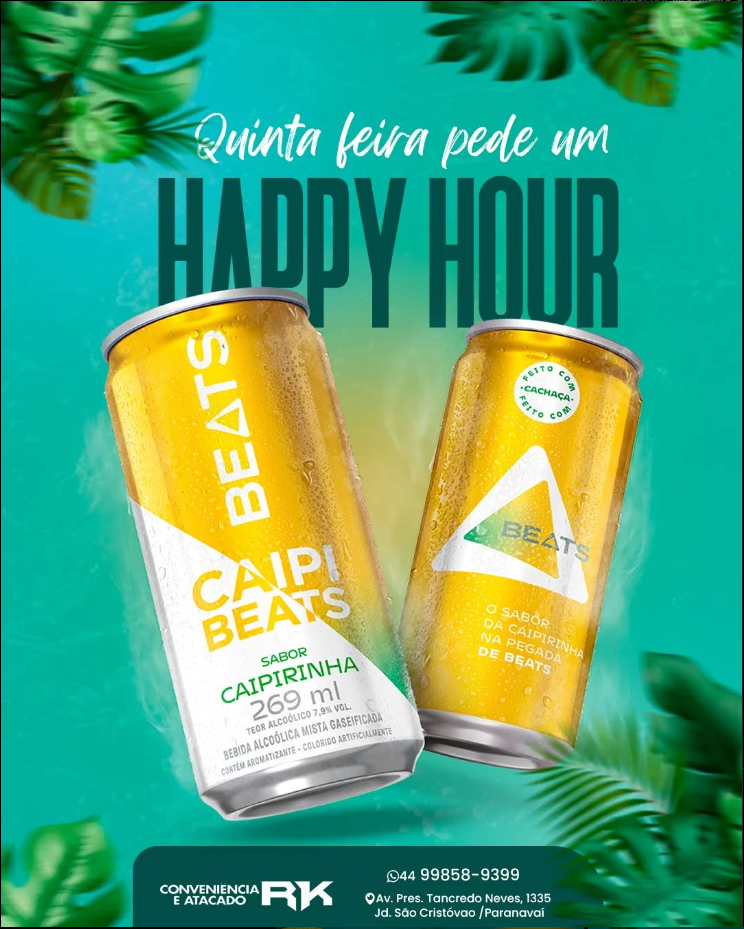 Quinta feira pede um
HAPPY HOUR
BEATS
CAIPI
BEATS
SABOR
CAIPIRINHA
269 ml
TEOR ALCOÓLICO 7,9% VOL.
BEBIDA ALCOÓLICA MISTA GASEIFICADA
CONTÉM AROMATIZANTE - COLORIDO ARTIFICIALMENTE
FEITO COM
CACHAÇA
FEITO COM
BEATS
O SABOR
DA CAIPIRINHA
NA PEGADA
DE BEATS
CONVENIENCIA
E ATACADO
RK
44 99858-9399
Av. Pres. Tancredo Neves, 1335
Jd. São Cristóvao /Paranavaí